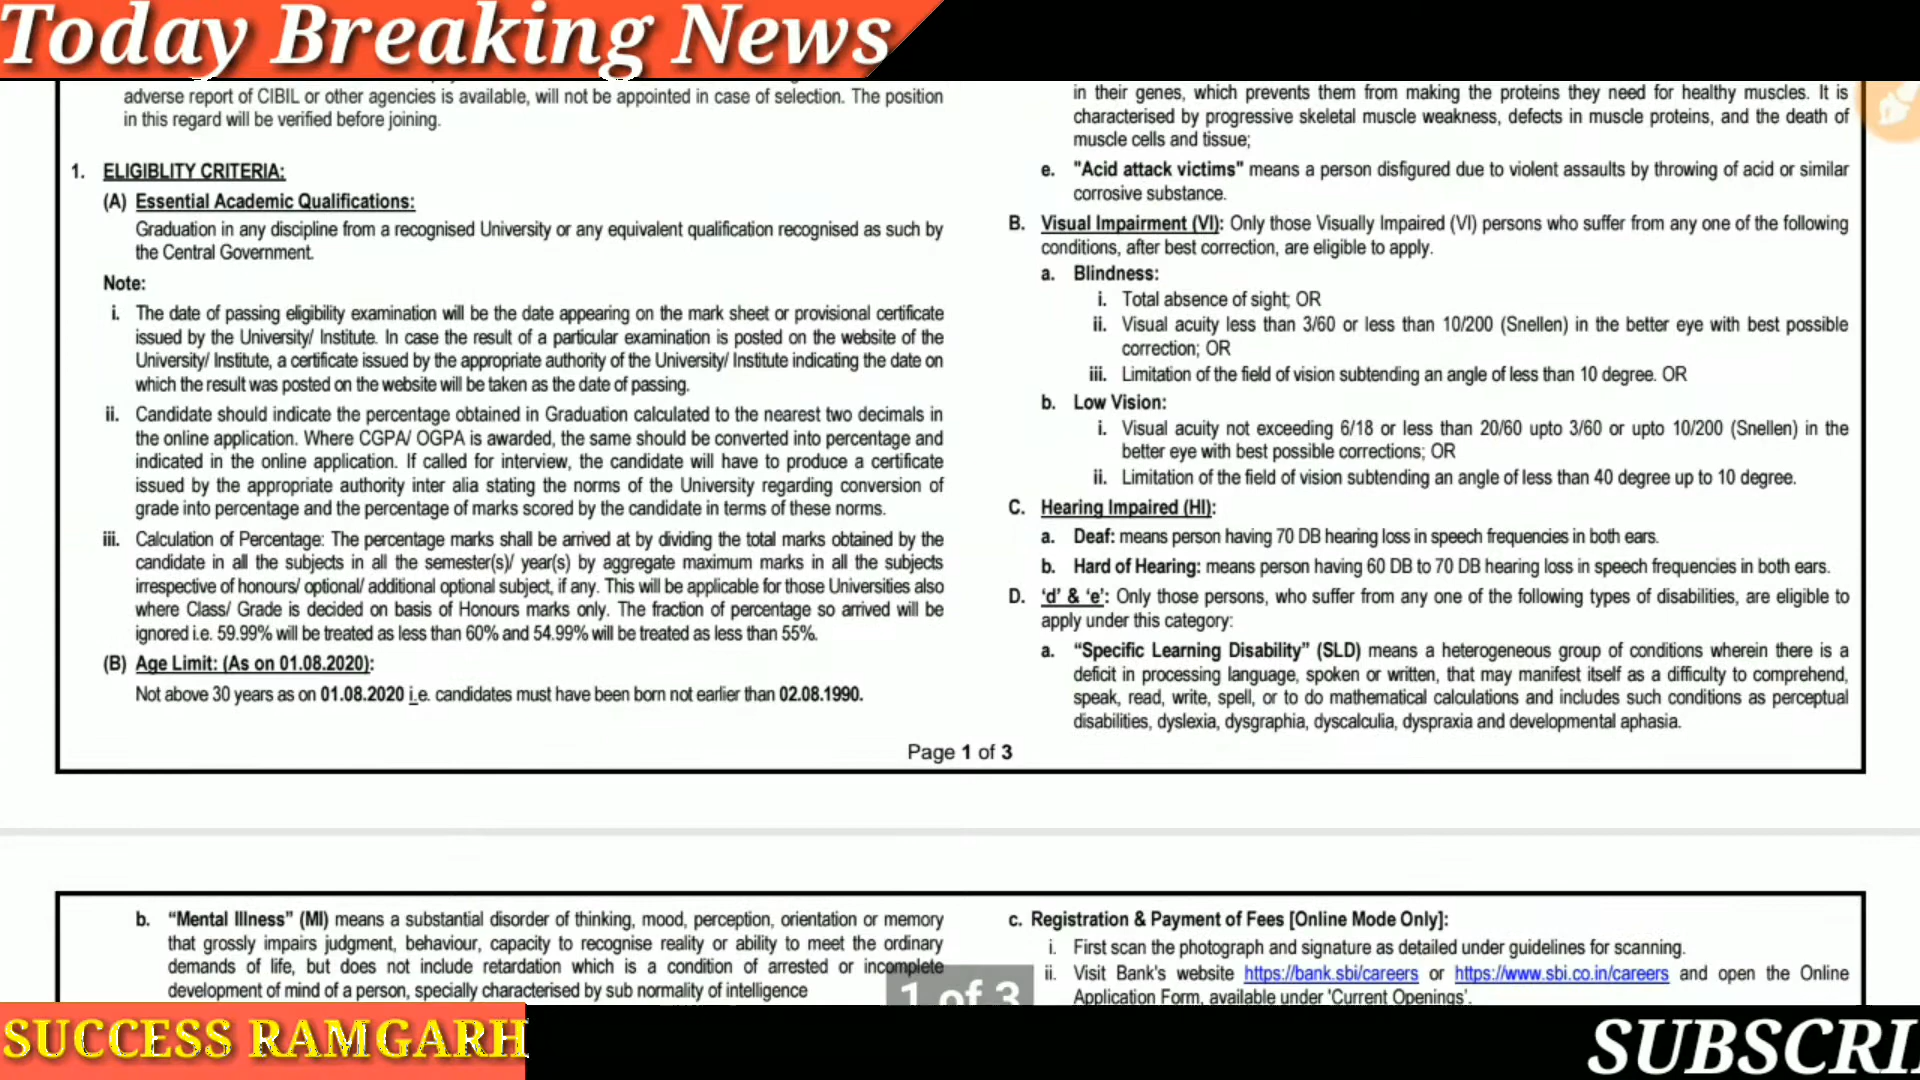 Today Breaking News
adverse report of CIBIL or other agencies is available, will not be appointed in case of selection. The position
in this regard will be verified before joining.
1. ELIGIBLITY CRITERIA:
(A) Essential Academic Qualifications:
Graduation in any discipline from a recognised University or any equivalent qualification recognised as such by
the Central Government.
Note:
i. The date of passing eligibility examination will be the date appearing on the mark sheet or provisional certificate
issued by the University/ Institute. In case the result of a particular examination is posted on the website of the
University/ Institute, a certificate issued by the appropriate authority of the University/ Institute indicating the date on
which the result was posted on the website will be taken as the date of passing.
ii. Candidate should indicate the percentage obtained in Graduation calculated to the nearest two decimals in
the online application. Where CGPA/ OGPA is awarded, the same should be converted into percentage and
indicated in the online application. If called for interview, the candidate will have to produce a certificate
issued by the appropriate authority inter alia stating the norms of the University regarding conversion of
grade into percentage and the percentage of marks scored by the candidate in terms of these norms.
iii. Calculation of Percentage: The percentage marks shall be arrived at by dividing the total marks obtained by the
candidate in all the subjects in all the semester(s)/ year(s) by aggregate maximum marks in all the subjects
irrespective of honours/ optional/ additional optional subject, if any. This will be applicable for those Universities also
where Class/ Grade is decided on basis of Honours marks only. The fraction of percentage so arrived will be
ignored i.e. 59.99% will be treated as less than 60% and 54.99% will be treated as less than 55%.
(B) Age Limit: (As on 01.08.2020):
Not above 30 years as on 01.08.2020 i.e. candidates must have been born not earlier than 02.08.1990.
in their genes, which prevents them from making the proteins they need for healthy muscles. It is
characterised by progressive skeletal muscle weakness, defects in muscle proteins, and the death of
muscle cells and tissue;
e. "Acid attack victims" means a person disfigured due to violent assaults by throwing of acid or similar
corrosive substance.
B. Visual Impairment (VI): Only those Visually Impaired (VI) persons who suffer from any one of the following
conditions, after best correction, are eligible to apply.
a. Blindness:
i. Total absence of sight; OR
ii. Visual acuity less than 3/60 or less than 10/200 (Snellen) in the better eye with best possible
correction; OR
iii. Limitation of the field of vision subtending an angle of less than 10 degree. OR
b. Low Vision:
i. Visual acuity not exceeding 6/18 or less than 20/60 upto 3/60 or upto 10/200 (Snellen) in the
better eye with best possible corrections; OR
ii. Limitation of the field of vision subtending an angle of less than 40 degree up to 10 degree.
C. Hearing Impaired (HI):
a. Deaf: means person having 70 DB hearing loss in speech frequencies in both ears.
b. Hard of Hearing: means person having 60 DB to 70 DB hearing loss in speech frequencies in both ears.
D. ‘d’ & ‘e’: Only those persons, who suffer from any one of the following types of disabilities, are eligible to
apply under this category:
a. “Specific Learning Disability” (SLD) means a heterogeneous group of conditions wherein there is a
deficit in processing language, spoken or written, that may manifest itself as a difficulty to comprehend,
speak, read, write, spell, or to do mathematical calculations and includes such conditions as perceptual
disabilities, dyslexia, dysgraphia, dyscalculia, dyspraxia and developmental aphasia.
Page 1 of 3
b. “Mental Illness” (MI) means a substantial disorder of thinking, mood, perception, orientation or memory
that grossly impairs judgment, behaviour, capacity to recognise reality or ability to meet the ordinary
demands of life, but does not include retardation which is a condition of arrested or incomplete
development of mind of a person, specially characterised by sub normality of intelligence
c. Registration & Payment of Fees [Online Mode Only]:
i. First scan the photograph and signature as detailed under guidelines for scanning.
ii. Visit Bank's website https://bank.sbi/careers or https://www.sbi.co.in/careers and open the Online
Application Form, available under 'Current Openings'.
1 of 3
SUCCESS RAMGARH
SUBSCRI